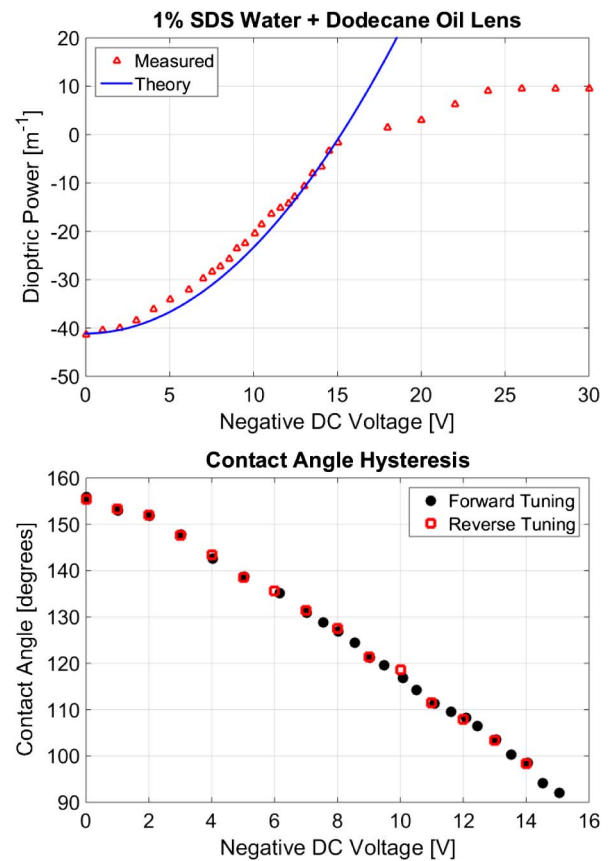 1% SDS Water + Dodecane Oil Lens
Dioptric Power [m⁻¹]
20
10
0
-10
-20
-30
-40
-50
Measured
Theory
0 5 10 15 20 25 30
Negative DC Voltage [V]
Contact Angle Hysteresis
Contact Angle [degrees]
160
150
140
130
120
110
100
90
Forward Tuning
Reverse Tuning
0 2 4 6 8 10 12 14 16
Negative DC Voltage [V]